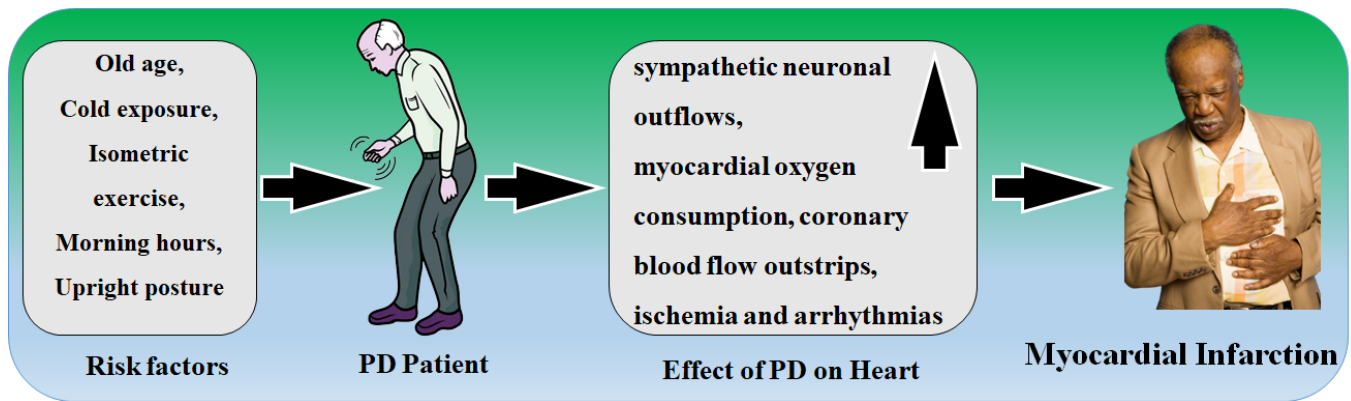 Old age,
Cold exposure,
Isometric
exercise,
Morning hours,
Upright posture
Risk factors
PD Patient
sympathetic neuronal
outflows,
myocardial oxygen
consumption, coronary
blood flow outstrips,
ischemia and arrhythmias
Effect of PD on Heart
Myocardial Infarction